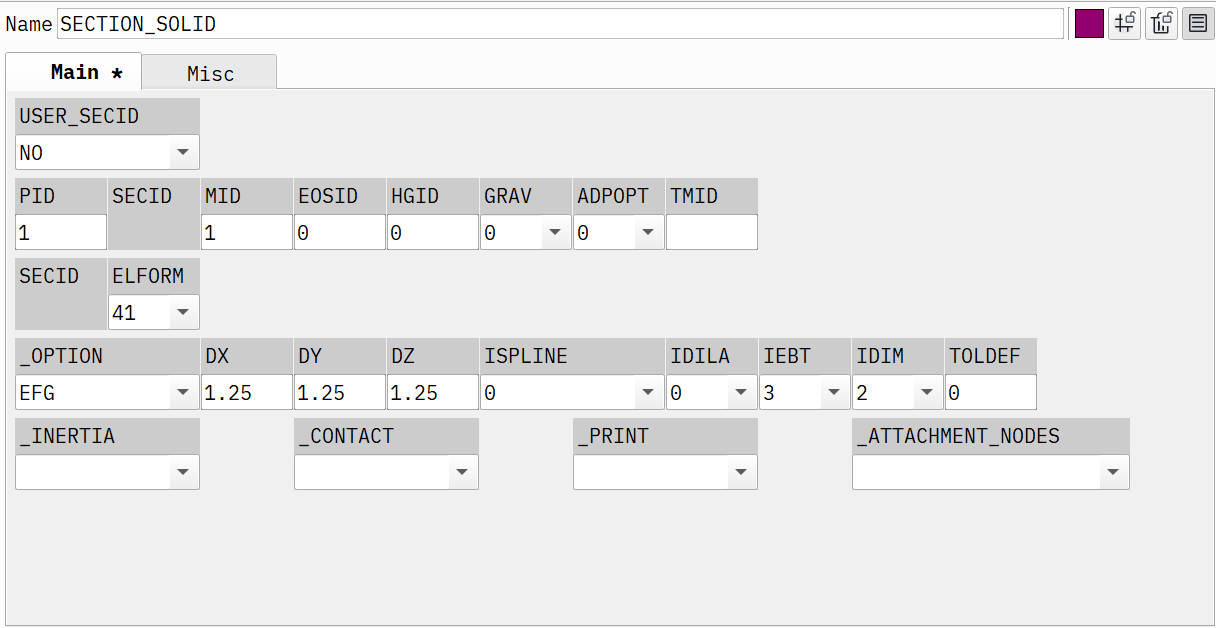 Name SECTION_SOLID
Main * Misc
USER_SECID
NO
PID SECID MID EOSID HGID GRAV ADPOPT TMID
1 1 0 0 0 0
SECID ELFORM
41
_OPTION DX DY DZ ISPLINE IDILA IEBT IDIM TOLDEF
EFG 1.25 1.25 1.25 0 0 3 2 0
_INERTIA _CONTACT _PRINT _ATTACHMENT_NODES